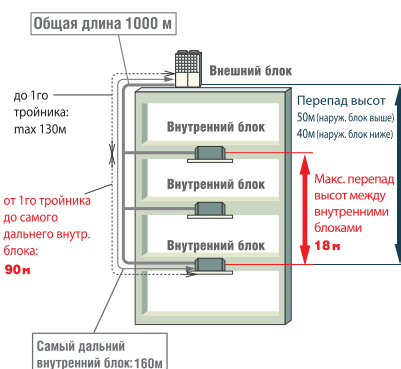 Общая длина 1000 м
Внешний блок
до 1го
тройника:
max 130м
Перепад высот
50м (наруж. блок выше)
40м (наруж. блок ниже)
Внутренний блок
Внутренний блок
Внутренний блок
Макс. перепад
высот между
внутренними
блоками
18м
от 1го тройника
до самого
дальнего внутр.
блока:
90м
Самый дальний
внутренний блок: 160м